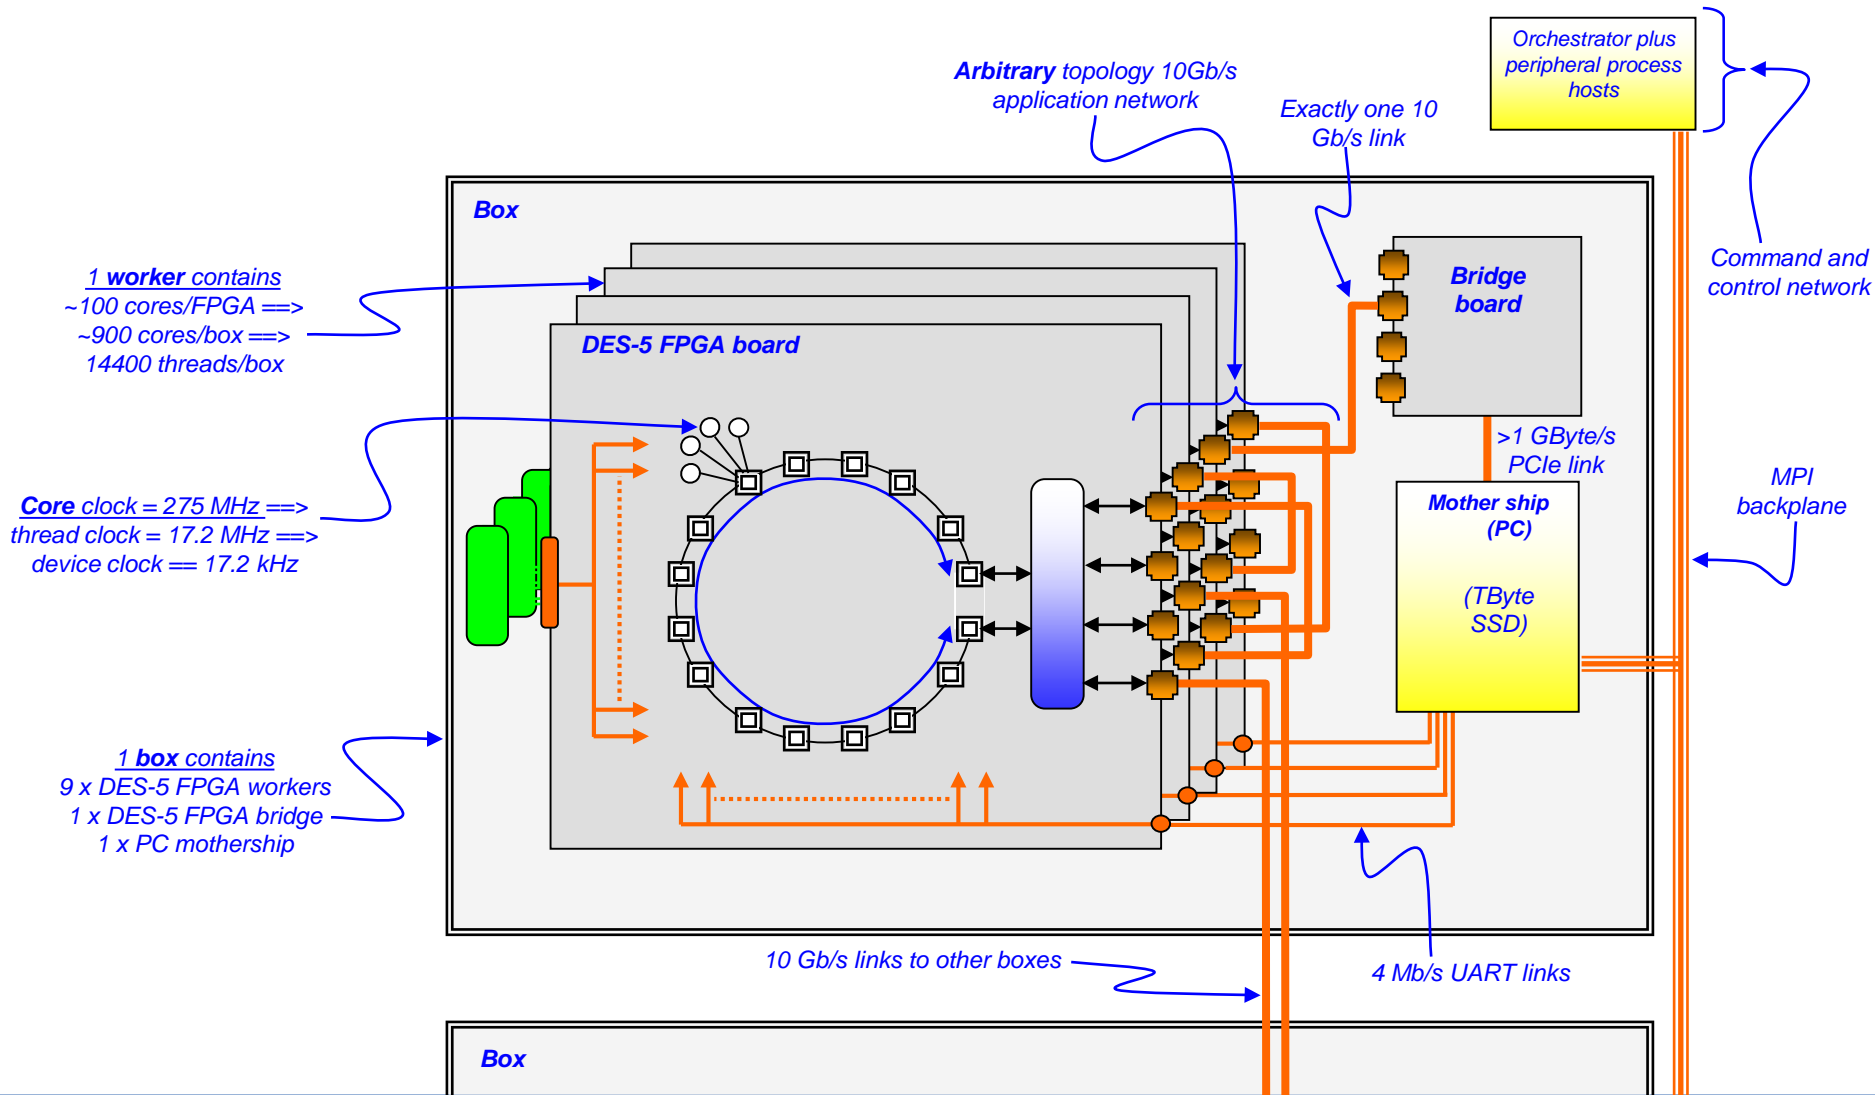 Orchestrator plus
peripheral process
hosts
Arbitrary topology 10Gb/s
application network
Exactly one 10
Gb/s link
Command and
control network
Box
1 worker contains
~100 cores/FPGA ==>
~900 cores/box ==>
14400 threads/box
Bridge
board
DES-5 FPGA board
>1 GByte/s
PCIe link
MPI
backplane
Core clock = 275 MHz ==>
thread clock = 17.2 MHz ==>
device clock == 17.2 kHz
Mother ship
(PC)
(TByte
SSD)
1 box contains
9 x DES-5 FPGA workers
1 x DES-5 FPGA bridge
1 x PC mothership
10 Gb/s links to other boxes
4 Mb/s UART links
Box